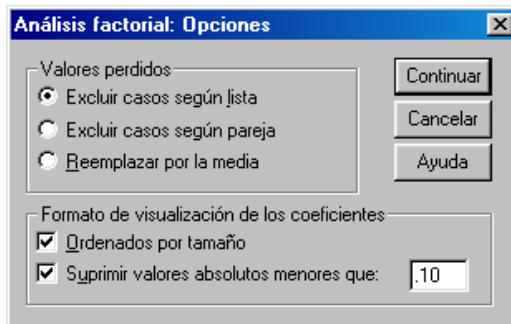 Análisis factorial: Opciones
Valores perdidos
Excluir casos según lista
Excluir casos según pareja
Reemplazar por la media
Continuar
Cancelar
Ayuda
Formato de visualización de los coeficientes
Ordenados por tamaño
Suprimir valores absolutos menores que: .10